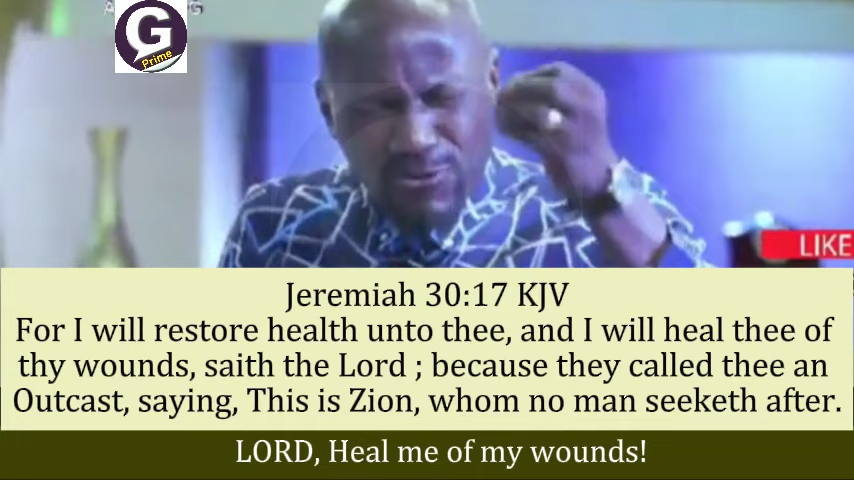 G
Prime
LIKE
Jeremiah 30:17 KJV
For I will restore health unto thee, and I will heal thee of
thy wounds, saith the Lord ; because they called thee an
Outcast, saying, This is Zion, whom no man seeketh after.
LORD, Heal me of my wounds!